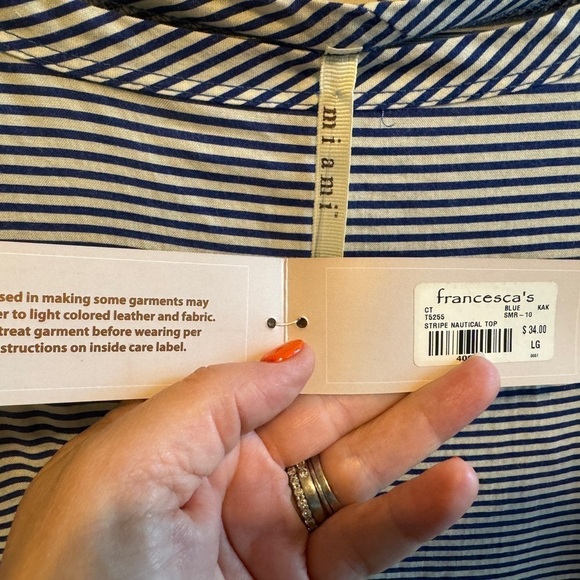 miami
sed in making some garments may
er to light colored leather and fabric.
treat garment before wearing per
structions on inside care label.
francesca's
CT BLUE KAK
T5255 SMR-10
STRIPE NAUTICAL TOP $ 34.00
LG